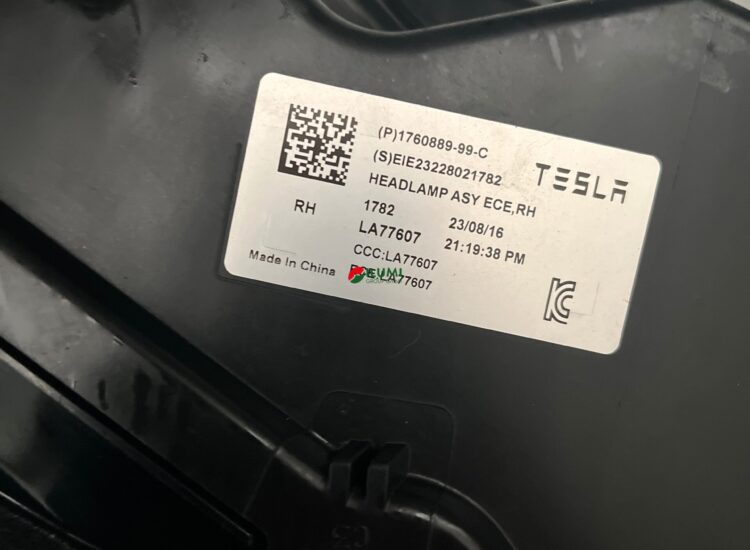 (P)1760889-99-C
(S)EIE23228021782
TESLA
HEADLAMP ASY ECE,RH
RH
1782 23/08/16
LA77607 21:19:38 PM
CCC:LA77607
Made In China
LA77607